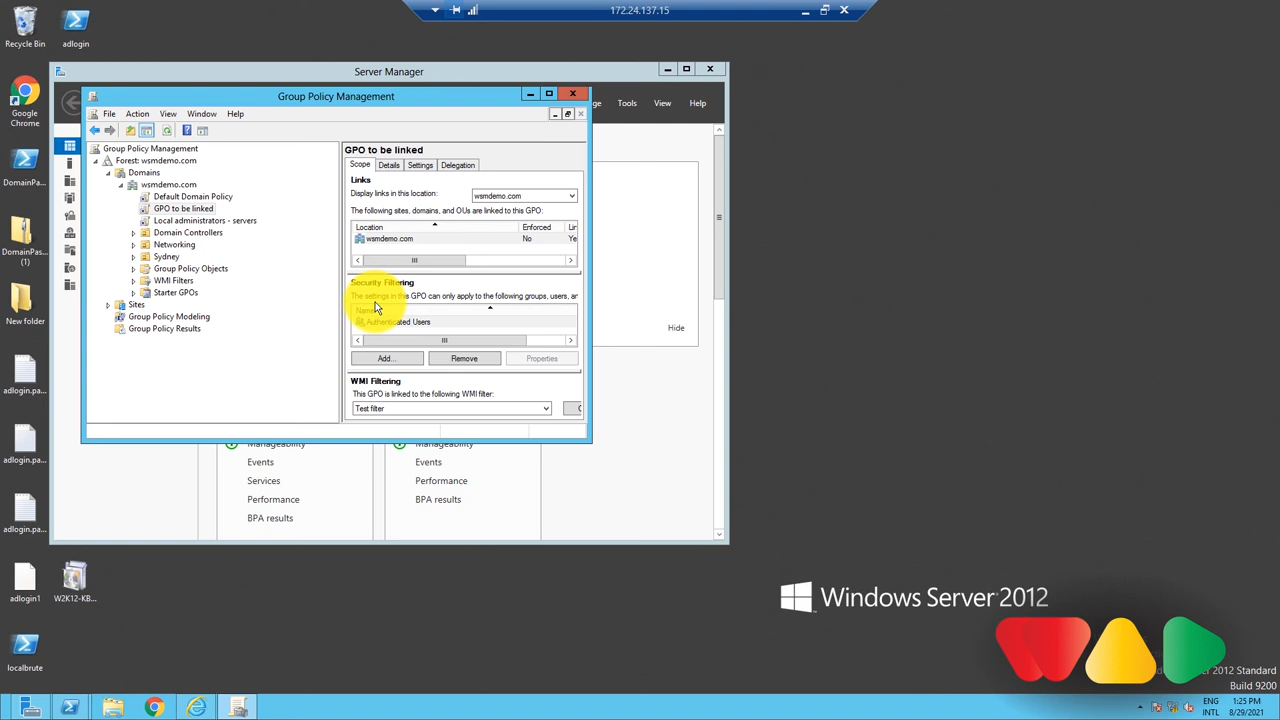 172.24.137.15
Recycle Bin
adlogin
Server Manager
Group Policy Management
Google
Chrome
Tools
View
Help
File
Action
View
Window
Help
Group Policy Management
Forest: wsmdemo.com
Domains
wsmdemo.com
Default Domain Policy
GPO to be linked
Local administrators - servers
Domain Controllers
Networking
Sydney
Group Policy Objects
WMI Filters
Starter GPOs
Sites
Group Policy Modeling
Group Policy Results
GPO to be linked
Scope
Details
Settings
Delegation
Links
Display links in this location:
wsmdemo.com
The following sites, domains, and OUs are linked to this GPO:
Location
Enforced
Lir
wsmdemo.com
No
Ye
Security Filtering
The settings in this GPO can only apply to the following groups, users, an
Name
Authenticated Users
Add...
Remove
Properties
WMI Filtering
This GPO is linked to the following WMI filter:
Test filter
Hide
DomainPa...
DomainPas...
New folder
adlogin.pa...
adlogin.pa...
adlogin.pa...
adlogin1
W2K12-KB...
localbrute
Manageability
Events
Services
Performance
BPA results
Manageability
Events
Performance
BPA results
Windows Server 2012
2012 Standard
Build 9200
ENG
INTL
1:25 PM
8/29/2021